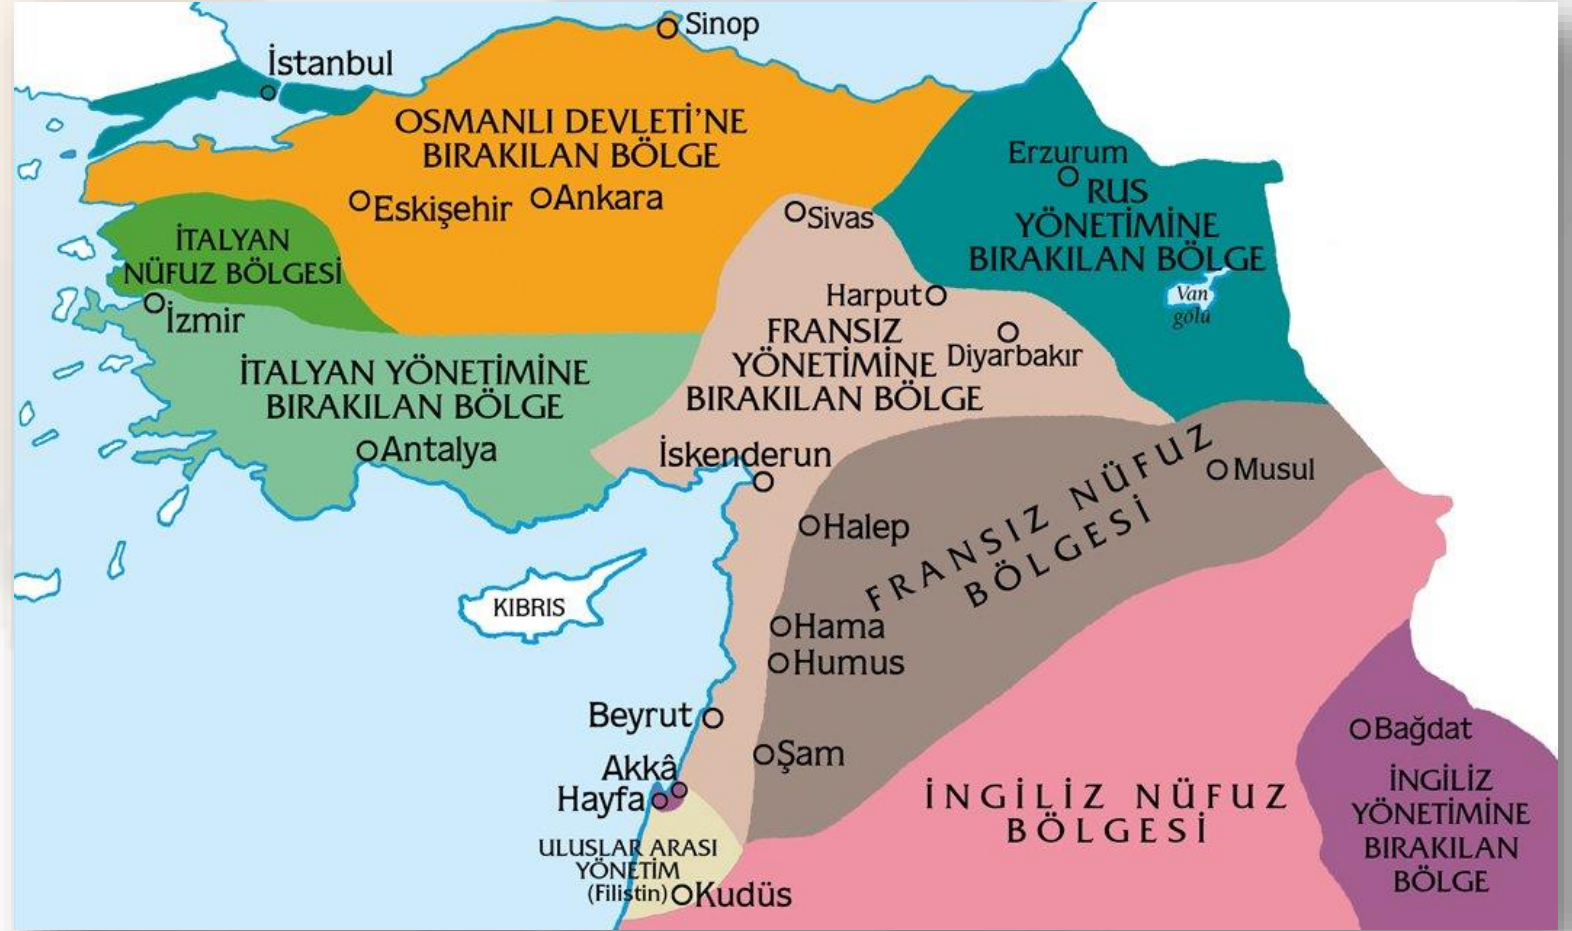 Sinop
İstanbul
OSMANLI DEVLETİ'NE
BIRAKILAN BÖLGE
Erzurum
RUS
YÖNETİMİNE
BIRAKILAN BÖLGE
Eskişehir
Ankara
Sivas
İTALYAN
NÜFUZ BÖLGESİ
Van
gölü
Harput
İzmir
FRANSIZ
YÖNETİMİNE
BIRAKILAN BÖLGE
Diyarbakır
İTALYAN YÖNETİMİNE
BIRAKILAN BÖLGE
Antalya
İskenderun
Musul
FRANSIZ NÜFUZ
BÖLGESİ
Halep
KIBRIS
Hama
Humus
Beyrut
Şam
Bağdat
Akkâ
Hayfa
İNGİLİZ NÜFUZ
BÖLGESİ
İNGİLİZ
YÖNETİMİNE
BIRAKILAN
BÖLGE
ULUSLAR ARASI
YÖNETİM
(Filistin)
Kudüs